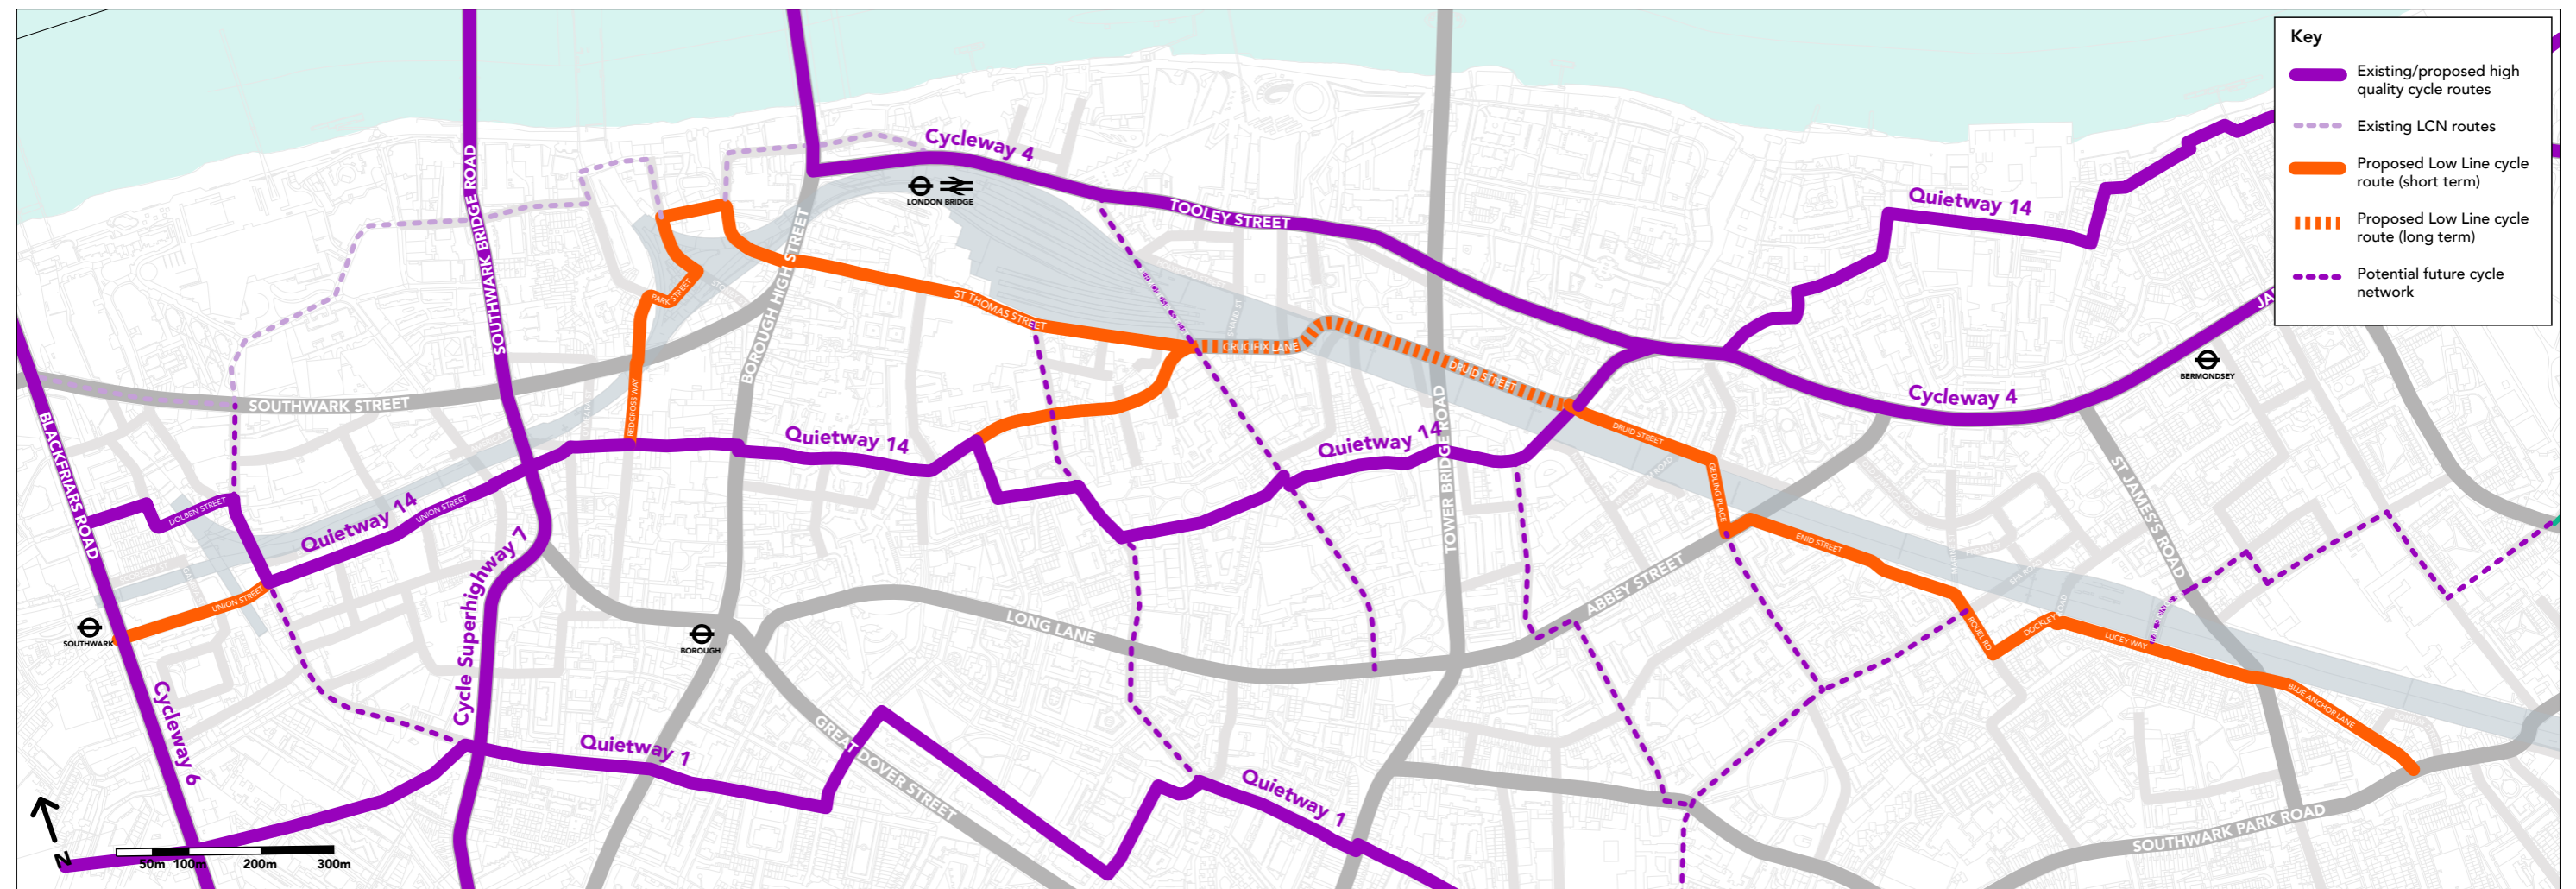 Key
Existing/proposed high
quality cycle routes
Existing LCN routes
Proposed Low Line cycle
route (short term)
Proposed Low Line cycle
route (long term)
Potential future cycle
network
Cycleway 4
LONDON BRIDGE
TOOLEY STREET
Quietway 14
SOUTHWARK BRIDGE ROAD
BOROUGH HIGH STREET
PARK STREET
ST THOMAS STREET
SHAND ST
CRUCIFIX LANE
DRUID STREET
BERMONDSEY
Cycleway 4
SOUTHWARK STREET
REDCROSS WAY
BLACKFRIARS ROAD
Quietway 14
Quietway 14
TOWER BRIDGE ROAD
DRUID STREET
GEDLING PLACE
ST JAMES'S ROAD
DOLBEN STREET
Quietway 14
UNION STREET
ENID STREET
ABBEY STREET
UNION STREET
SOUTHWARK
Cycle Superhighway 7
BOROUGH
LONG LANE
ROUEL RD
DOCKLEY ROAD
LUCEY WAY
BLUE ANCHOR LANE
Cycleway 6
Quietway 1
GREAT DOVER STREET
Quietway 1
SOUTHWARK PARK ROAD
N
50m 100m 200m 300m